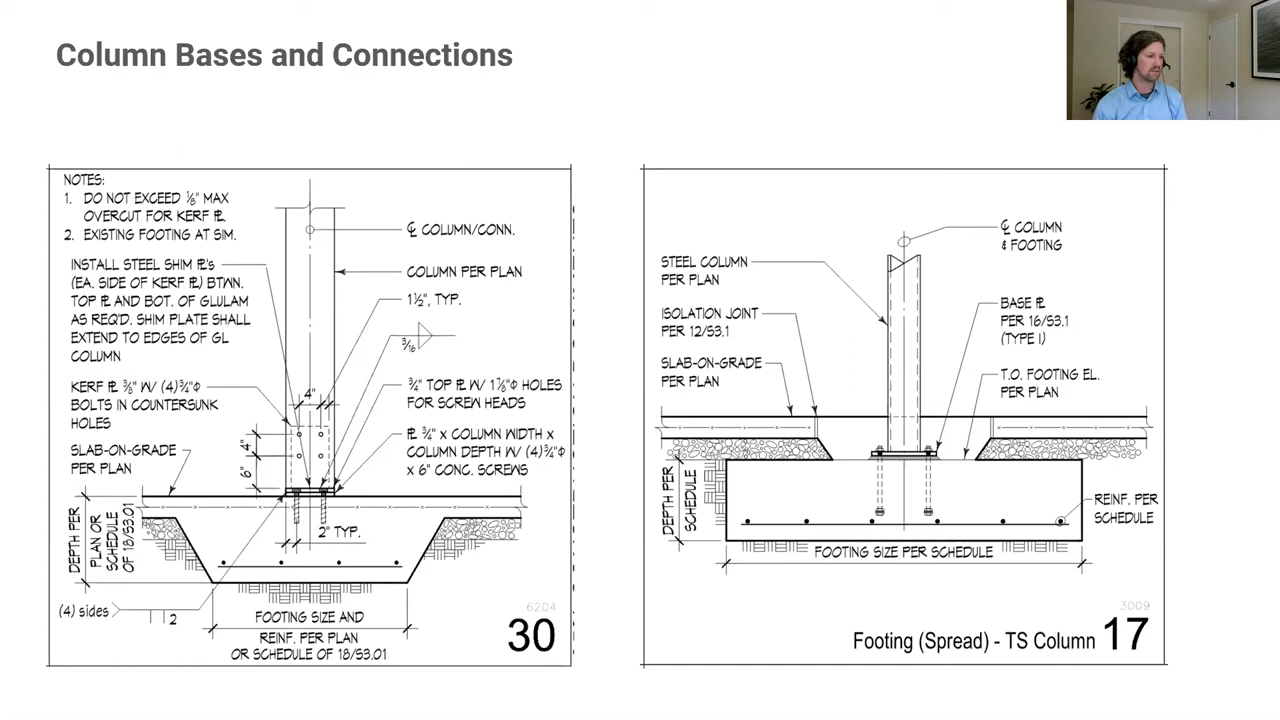 Column Bases and Connections
NOTES:
1. DO NOT EXCEED 1/8" MAX
OVERCUT FOR KERF ℄.
2. EXISTING FOOTING AT SIM.
INSTALL STEEL SHIM ℄'s
(EA. SIDE OF KERF ℄) BTWN.
TOP ℄ AND BOT. OF GLULAM
AS REQ'D. SHIM PLATE SHALL
EXTEND TO EDGES OF GL
COLUMN
KERF ℄ 3/8" W/ (4)3/4"Φ
BOLTS IN COUNTERSUNK
HOLES
SLAB-ON-GRADE
PER PLAN
DEPTH PER
PLAN OR
SCHEDULE
OF 18/S3.01
(4) sides
2
℄ COLUMN/CONN.
COLUMN PER PLAN
1½", TYP.
3/16
4"
4"
6"
3/4" TOP ℄ W/ 1⅛"Φ HOLES
FOR SCREW HEADS
℄ 3/4" x COLUMN WIDTH x
COLUMN DEPTH W/ (4)3/4"Φ
x 6" CONC. SCREWS
2" TYP.
FOOTING SIZE AND
REINF. PER PLAN
OR SCHEDULE OF 18/S3.01
6204
30
STEEL COLUMN
PER PLAN
ISOLATION JOINT
PER 12/S3.1
SLAB-ON-GRADE
PER PLAN
DEPTH PER
SCHEDULE
℄ COLUMN
& FOOTING
BASE ℄
PER 16/S3.1
(TYPE I)
T.O. FOOTING EL.
PER PLAN
REINF. PER
SCHEDULE
FOOTING SIZE PER SCHEDULE
3009
Footing (Spread) - TS Column 17